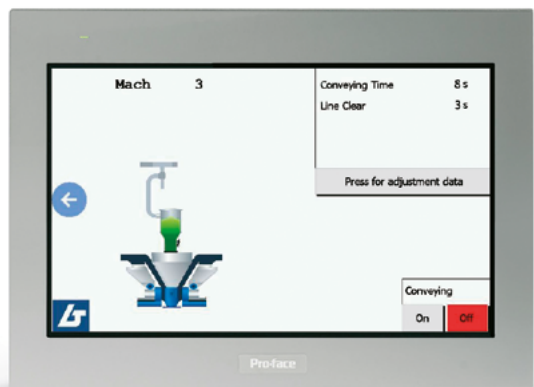 Mach 3
Conveying Time 8 s
Line Clear 3 s
Press for adjustment data
Conveying
On Off
Pro-face